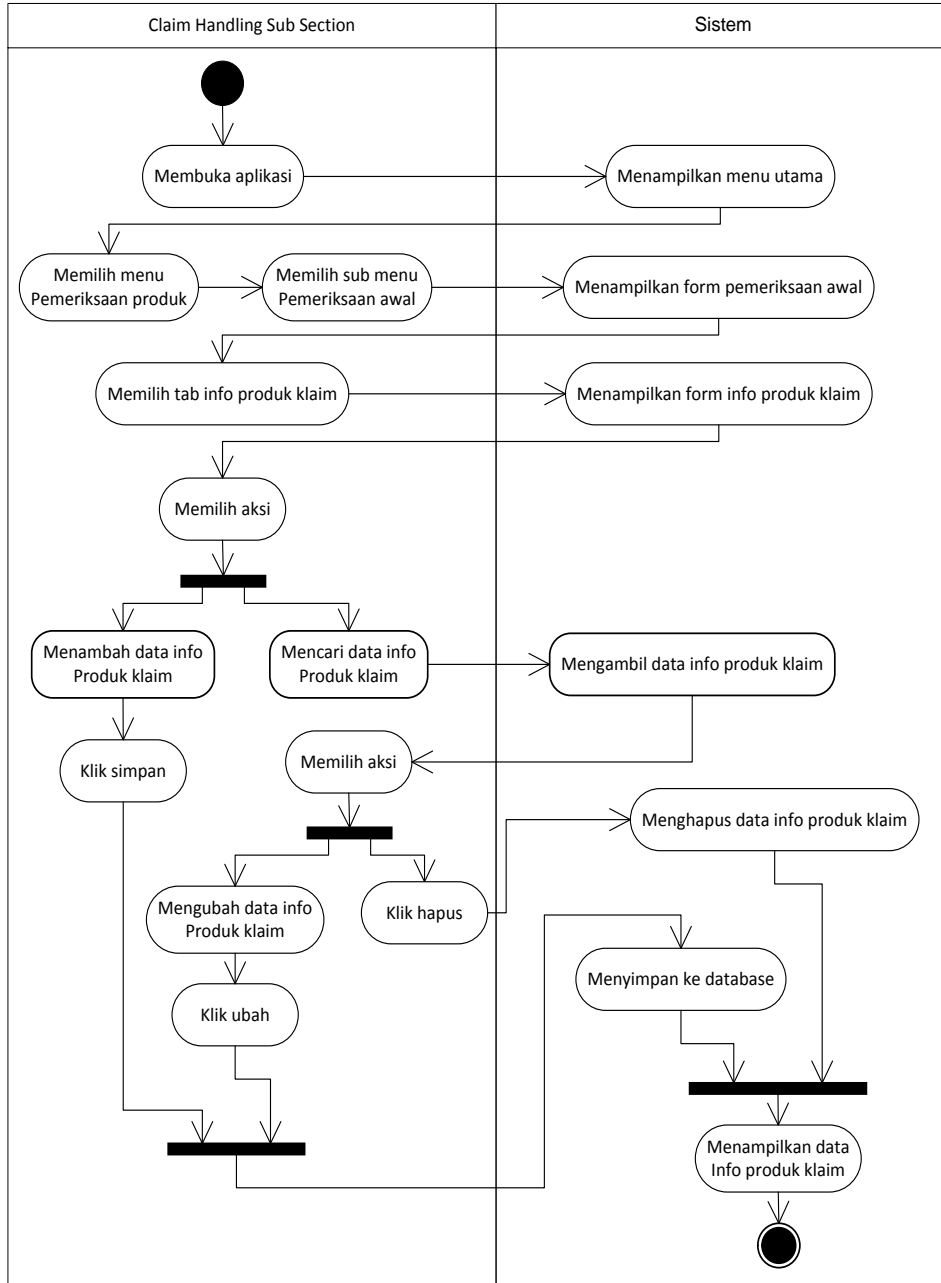 Claim Handling Sub Section
Sistem
Membuka aplikasi
Menampilkan menu utama
Memilih menu
Pemeriksaan produk
Memilih sub menu
Pemeriksaan awal
Menampilkan form pemeriksaan awal
Memilih tab info produk klaim
Menampilkan form info produk klaim
Memilih aksi
Menambah data info
Produk klaim
Mencari data info
Produk klaim
Mengambil data info produk klaim
Klik simpan
Memilih aksi
Menghapus data info produk klaim
Mengubah data info
Produk klaim
Klik hapus
Menyimpan ke database
Klik ubah
Menampilkan data
Info produk klaim